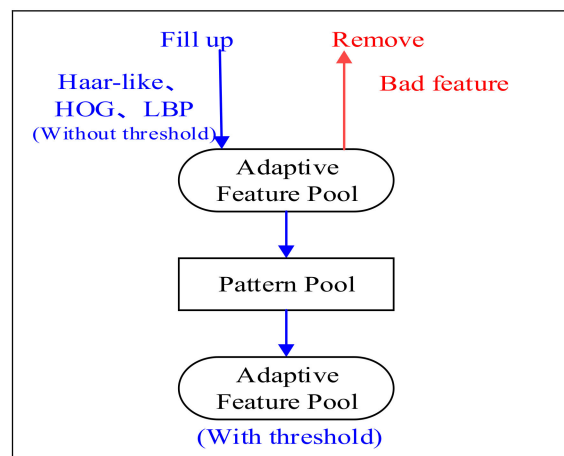 Fill up
Remove
Haar-like、
HOG、LBP
(Without threshold)
Bad feature
Adaptive
Feature Pool
Pattern Pool
Adaptive
Feature Pool
(With threshold)